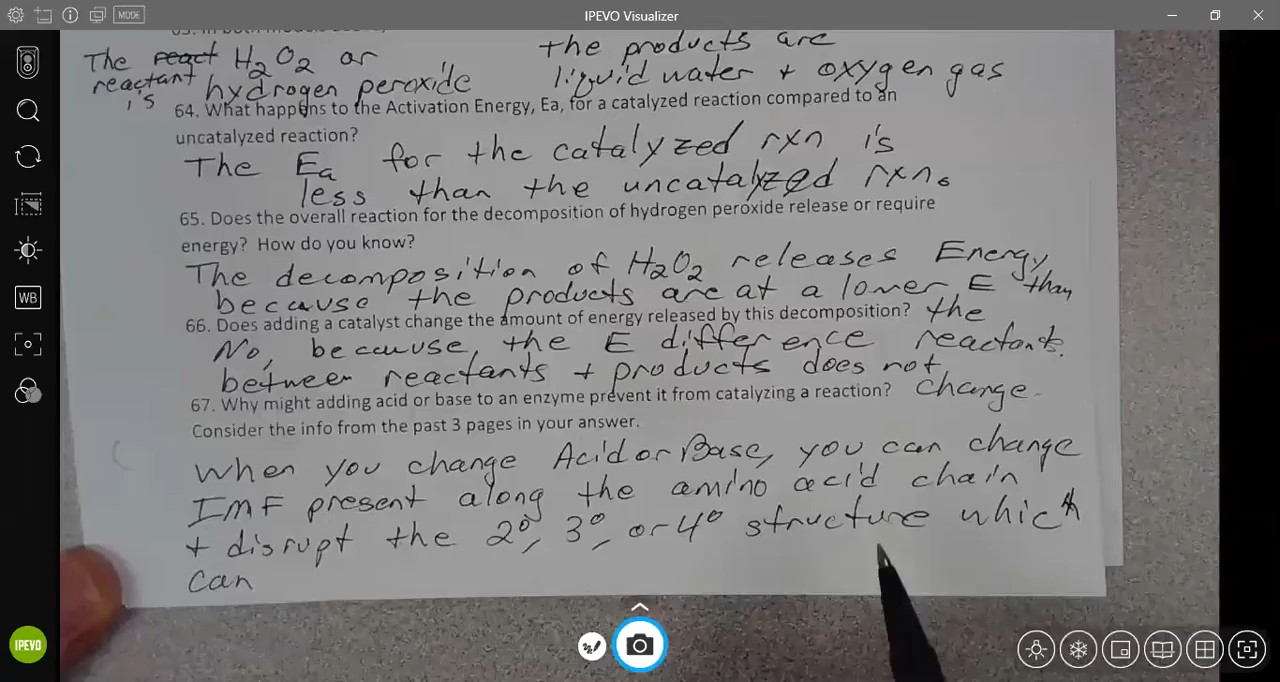 IPEVO Visualizer
MODE
WB
IPEVO
The react H2O2 or
reactant hydrogen peroxide
is
the products are
liquid water + oxygen gas
64. What happens to the Activation Energy, Ea, for a catalyzed reaction compared to an
uncatalyzed reaction?
The Ea for the catalyzed rxn is
less than the uncatalyzed rxn.
65. Does the overall reaction for the decomposition of hydrogen peroxide release or require
energy? How do you know?
The decomposition of H2O2 releases Energy,
because the products are at a lower E than
the
reactants.
66. Does adding a catalyst change the amount of energy released by this decomposition?
No, because, the E difference
between reactants + products does not
change.
67. Why might adding acid or base to an enzyme prevent it from catalyzing a reaction?
Consider the info from the past 3 pages in your answer.
When you change Acid or Base, you can change
IMF present along the amino acid chain
+ disrupt the 2°, 3°, or 4° structure which
can